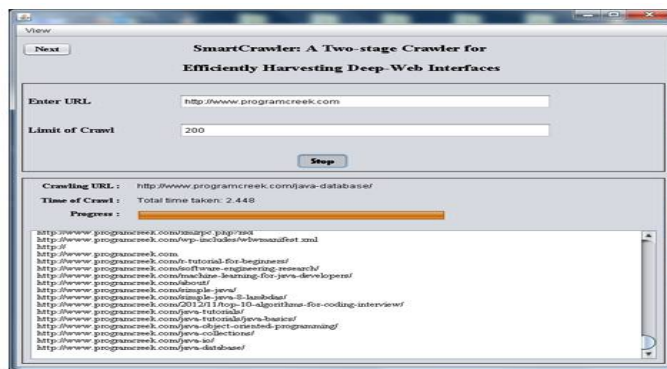 View
Next
SmartCrawler: A Two-stage Crawler for
Efficiently Harvesting Deep-Web Interfaces
Enter URL
http://www.programcreek.com
Limit of Crawl
200
Stop
Crawling URL :
http://www.programcreek.com/java-database/
Time of Crawl :
Total time taken: 2.448
Progress :
http://www.programcreek.com/xmlrpc.php?rsd
http://www.programcreek.com/wp-includes/wlwmanifest.xml
http://
http://www.programcreek.com
http://www.programcreek.com/r-tutorial-for-beginners/
http://www.programcreek.com/software-engineering-research/
http://www.programcreek.com/machine-learning-for-java-developers/
http://www.programcreek.com/about/
http://www.programcreek.com/simple-java/
http://www.programcreek.com/simple-java-8-lambdas/
http://www.programcreek.com/2012/11/top-10-algorithms-for-coding-interview/
http://www.programcreek.com/java-tutorials/
http://www.programcreek.com/java-tutorials/java-basics/
http://www.programcreek.com/java-object-oriented-programming/
http://www.programcreek.com/java-collections/
http://www.programcreek.com/java-io/
http://www.programcreek.com/java-database/